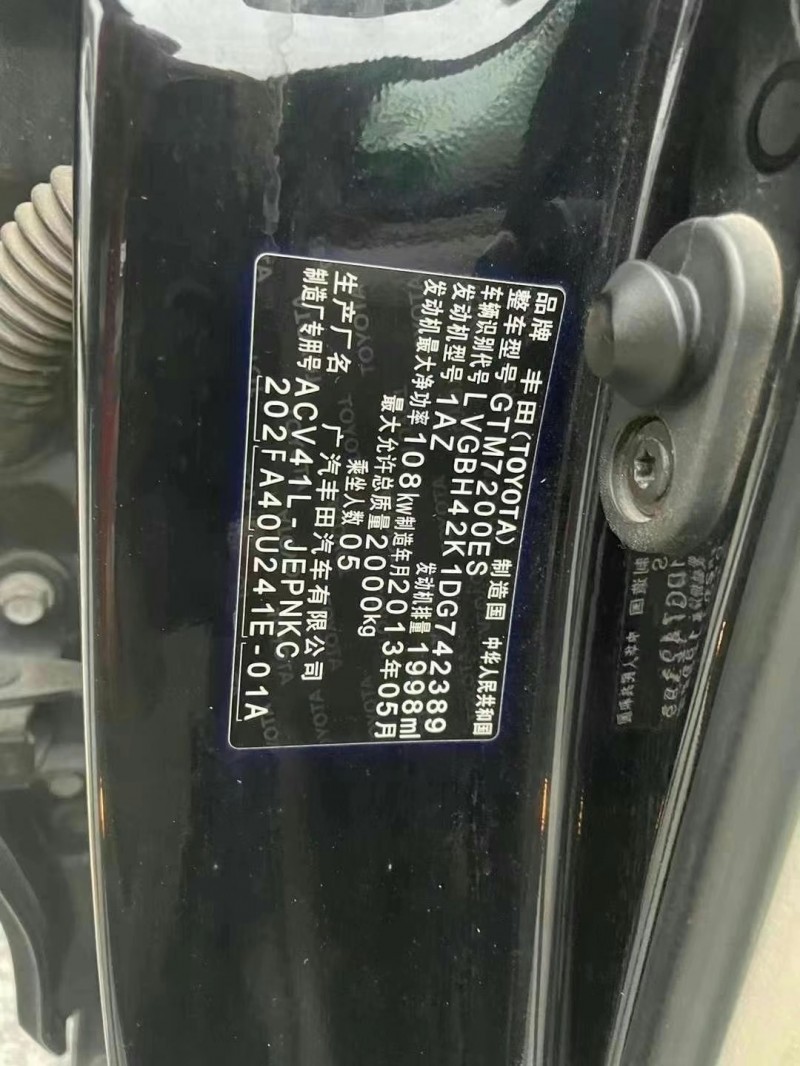 品牌 丰田(TOYOTA) 制造国 中华人民共和国
整车型号 GTM7200ES
车辆识别代号 LVGBH42K1DG742389
发动机型号 1AZ 发动机排量 1998ml
发动机最大净功率 108kw 制造年月 2013年05月
最大允许总质量 2000kg
乘坐人数 05
生产厂名 广汽丰田汽车有限公司
制造厂专用号 ACV41L-JEPNKC
202FA40U241E-01A